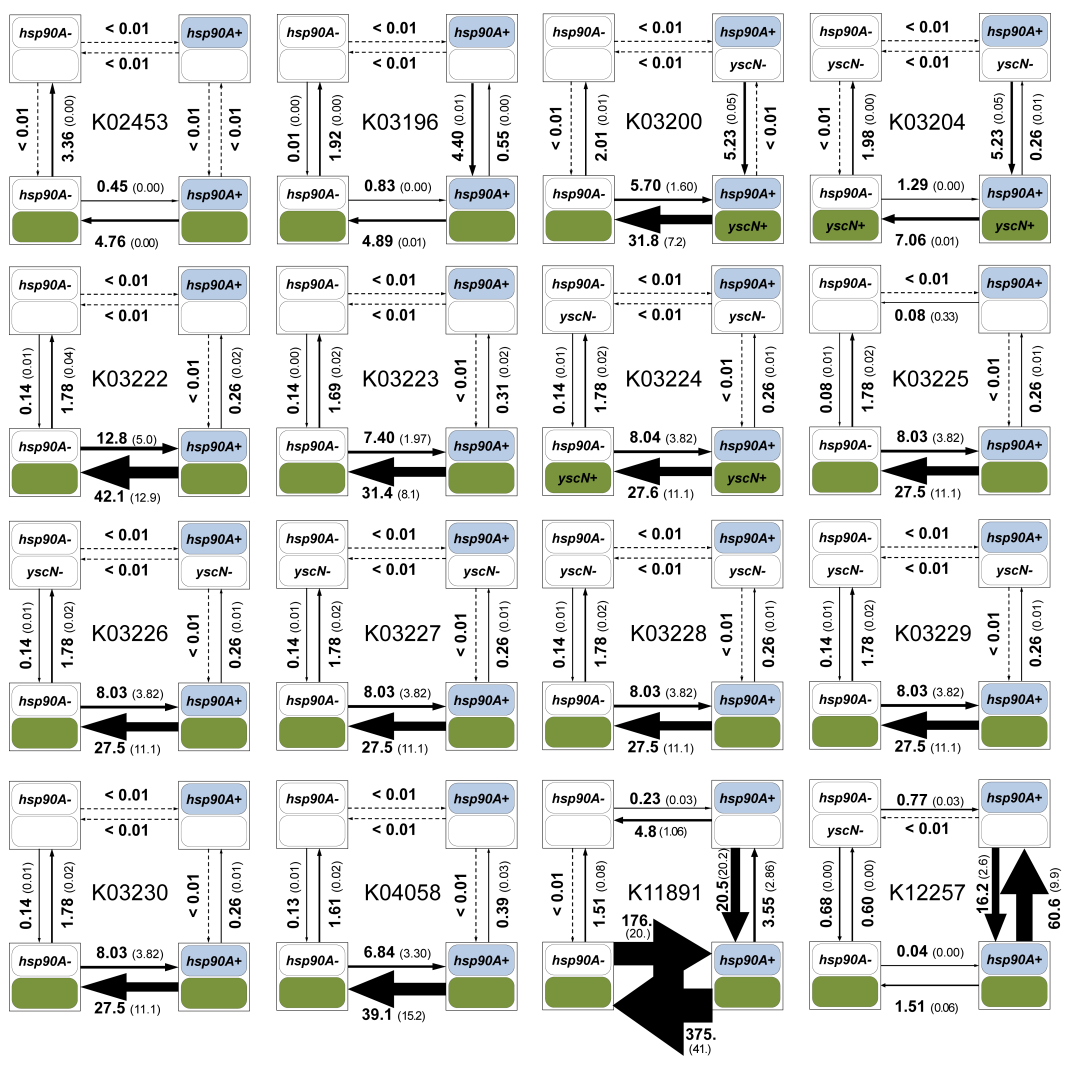 hsp90A- < 0.01 hsp90A+ hsp90A- < 0.01 hsp90A+ hsp90A- < 0.01 hsp90A+ hsp90A- < 0.01 hsp90A+
< 0.01 < 0.01 < 0.01 yscN- yscN- < 0.01 yscN-
< 0.01 3.36 (0.00) K02453 < 0.01 < 0.01 0.01 (0.00) 1.92 (0.00) K03196 4.40 (0.01) 0.55 (0.00) < 0.01 2.01 (0.01) K03200 5.23 (0.05) < 0.01 < 0.01 1.98 (0.00) K03204 5.23 (0.05) 0.26 (0.01)
hsp90A- 0.45 (0.00) hsp90A+ hsp90A- 0.83 (0.00) hsp90A+ hsp90A- 5.70 (1.60) hsp90A+ hsp90A- 1.29 (0.00) hsp90A+
4.76 (0.00) 4.89 (0.01) 31.8 (7.2) yscN+ yscN+ 7.06 (0.01) yscN+
hsp90A- < 0.01 hsp90A+ hsp90A- < 0.01 hsp90A+ hsp90A- < 0.01 hsp90A+ hsp90A- < 0.01 hsp90A+
< 0.01 < 0.01 yscN- < 0.01 yscN- 0.08 (0.33)
0.14 (0.01) 1.78 (0.04) K03222 < 0.01 0.26 (0.02) 0.14 (0.00) 1.69 (0.02) K03223 < 0.01 0.31 (0.02) 0.14 (0.01) 1.78 (0.02) K03224 < 0.01 0.26 (0.01) 0.08 (0.01) 1.78 (0.02) K03225 < 0.01 0.26 (0.01)
hsp90A- 12.8 (5.0) hsp90A+ hsp90A- 7.40 (1.97) hsp90A+ hsp90A- 8.04 (3.82) hsp90A+ hsp90A- 8.03 (3.82) hsp90A+
42.1 (12.9) 31.4 (8.1) yscN+ 27.6 (11.1) yscN+ 27.5 (11.1)
hsp90A- < 0.01 hsp90A+ hsp90A- < 0.01 hsp90A+ hsp90A- < 0.01 hsp90A+ hsp90A- < 0.01 hsp90A+
yscN- < 0.01 yscN- yscN- < 0.01 yscN- yscN- < 0.01 yscN- yscN- < 0.01 yscN-
0.14 (0.01) 1.78 (0.02) K03226 < 0.01 0.26 (0.01) 0.14 (0.01) 1.78 (0.02) K03227 < 0.01 0.26 (0.01) 0.14 (0.01) 1.78 (0.02) K03228 < 0.01 0.26 (0.01) 0.14 (0.01) 1.78 (0.02) K03229 < 0.01 0.26 (0.01)
hsp90A- 8.03 (3.82) hsp90A+ hsp90A- 8.03 (3.82) hsp90A+ hsp90A- 8.03 (3.82) hsp90A+ hsp90A- 8.03 (3.82) hsp90A+
27.5 (11.1) 27.5 (11.1) 27.5 (11.1) 27.5 (11.1)
hsp90A- < 0.01 hsp90A+ hsp90A- < 0.01 hsp90A+ hsp90A- 0.23 (0.03) hsp90A+ hsp90A- 0.77 (0.03) hsp90A+
< 0.01 < 0.01 4.8 (1.06) yscN- < 0.01
0.14 (0.01) 1.78 (0.02) K03230 < 0.01 0.26 (0.01) 0.13 (0.01) 1.61 (0.02) K04058 < 0.01 0.39 (0.03) < 0.01 1.51 (0.08) K11891 20.5 (20.2) 3.55 (2.86) 0.68 (0.00) 0.60 (0.00) K12257 16.2 (2.6) 60.6 (9.9)
hsp90A- 8.03 (3.82) hsp90A+ hsp90A- 6.84 (3.30) hsp90A+ hsp90A- 176. (20.) hsp90A+ hsp90A- 0.04 (0.00) hsp90A+
27.5 (11.1) 39.1 (15.2) 375. (41.) 1.51 (0.06)